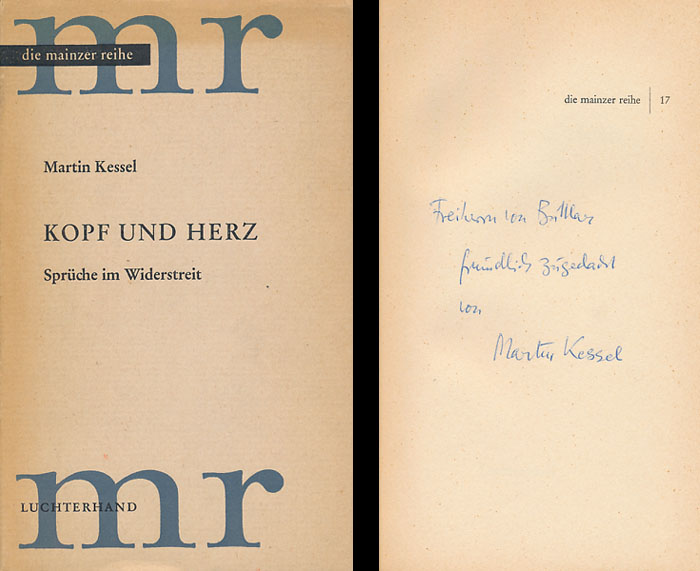 mr
die mainzer reihe
Martin Kessel
KOPF UND HERZ
Sprüche im Widerstreit
mr
LUCHTERHAND
die mainzer reihe | 17
Freiherrn von Buttlar
freundlich zugedacht
von
Martin Kessel